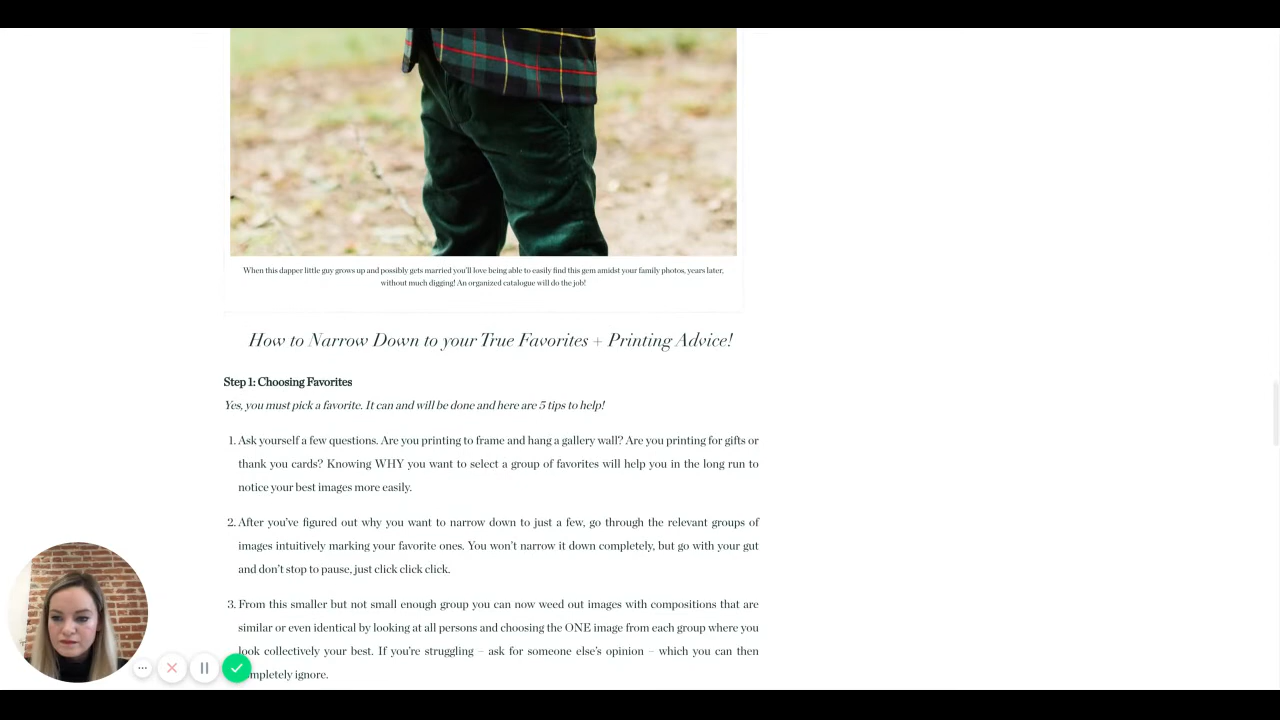 When this dapper little guy grows up and possibly gets married you'll love being able to easily find this gem amidst your family photos, years later,
without much digging! An organized catalogue will do the job!
How to Narrow Down to your True Favorites + Printing Advice!
Step 1: Choosing Favorites
Yes, you must pick a favorite. It can and will be done and here are 5 tips to help!
1. Ask yourself a few questions. Are you printing to frame and hang a gallery wall? Are you printing for gifts or
thank you cards? Knowing WHY you want to select a group of favorites will help you in the long run to
notice your best images more easily.
2. After you've figured out why you want to narrow down to just a few, go through the relevant groups of
images intuitively marking your favorite ones. You won't narrow it down completely, but go with your gut
and don't stop to pause, just click click click.
3. From this smaller but not small enough group you can now weed out images with compositions that are
similar or even identical by looking at all persons and choosing the ONE image from each group where you
look collectively your best. If you're struggling – ask for someone else's opinion – which you can then
mpletely ignore.